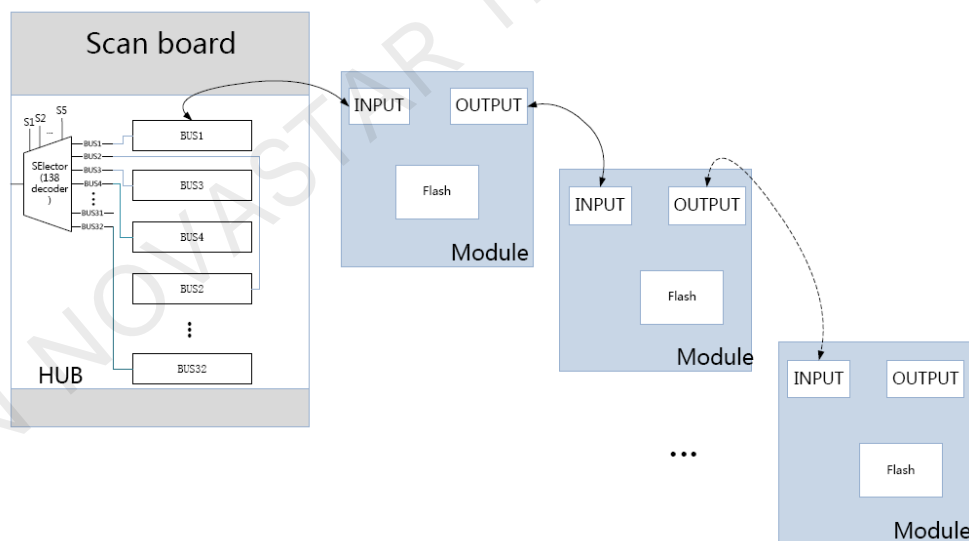 Scan board
S1 S2 ... S5
SElector
(138
decoder
)
BUS1
BUS2
BUS3
BUS4
BUS31
BUS32
BUS1
BUS3
BUS4
BUS2
BUS32
HUB
INPUT
OUTPUT
Flash
Module
INPUT
OUTPUT
Flash
Module
...
INPUT
OUTPUT
Flash
Module
NOVASTAR